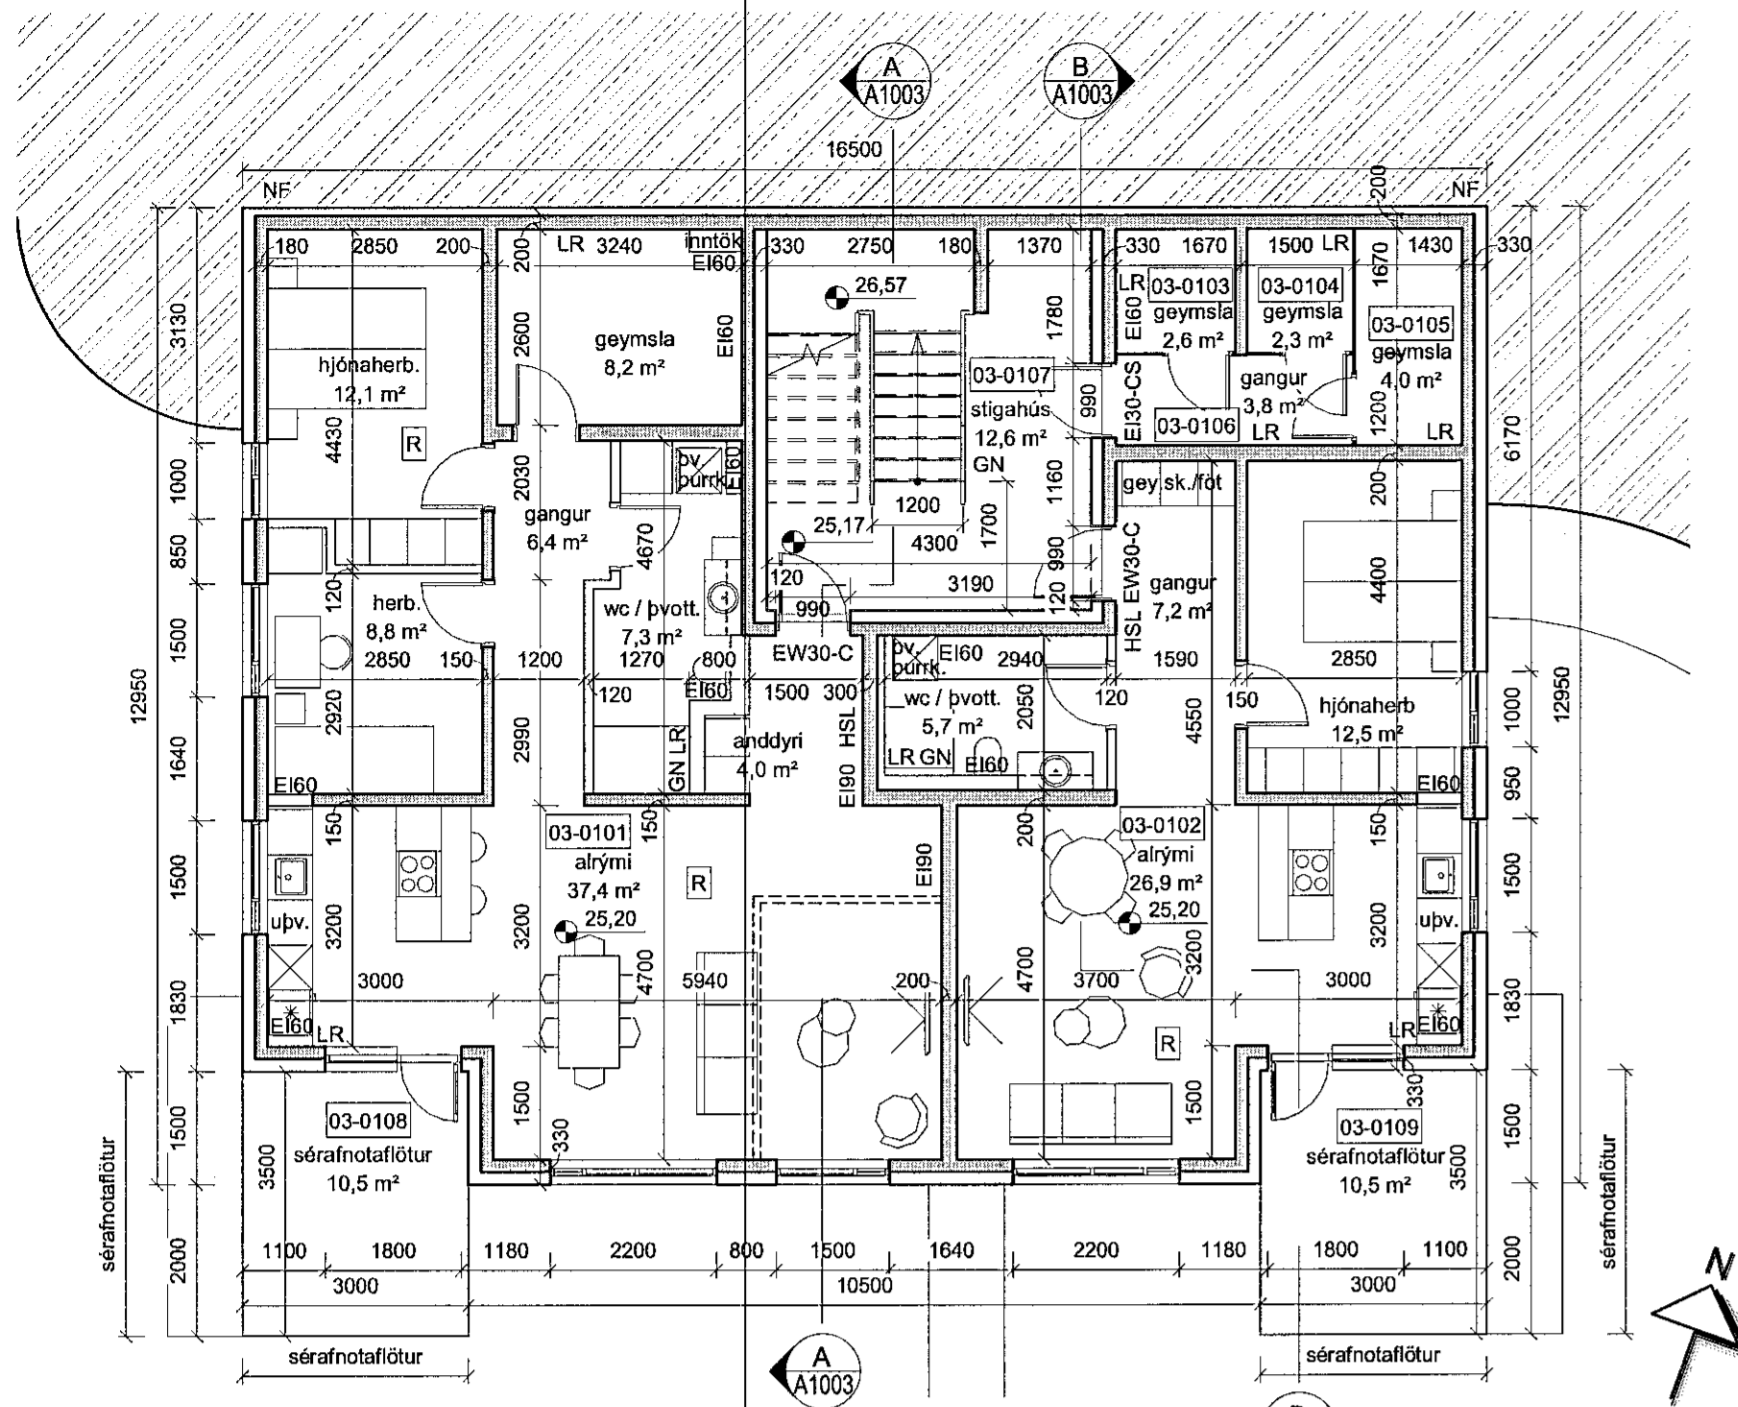 A
A1003
B
A1003
16500
NF
NF
200
180
2850
200
200
LR
3240
inntök
EI60
330
2750
180
1370
330
1670
1500
LR
1670
1430
330
26,57
LR
03-0103
geymsla
2,6 m²
03-0104
geymsla
2,3 m²
03-0105
geymsla
4,0 m²
3130
2600
geymsla
8,2 m²
EI60
1780
EI60
hjónaherb.
12,1 m²
03-0107
stigahús
12,6 m²
GN
990
EI30-CS
gangur
3,8 m²
03-0106
LR
1200
LR
6170
4430
R
1000
2030
þv.
þurrk.
EI60
1160
gey.sk./föt
200
gangur
6,4 m²
4670
1200
25,17
4300
1700
850
990
EW30-C
HSL
gangur
7,2 m²
4400
120
120
3190
120
990
herb.
8,8 m²
wc / þvott.
7,3 m²
1500
12950
2850
150
1200
1270
800
EW30-C
þv.
þurrk.
EI60
2940
1590
2850
12950
120
EI60
1500
300
120
150
2920
2990
wc / þvott.
5,7 m²
2050
4550
hjónaherb
12,5 m²
1000
1640
GN LR
anddyri
4,0 m²
EI90
HSL
LR GN
EI60
EI60
EI60
950
150
03-0101
alrými
37,4 m²
25,20
150
R
EI90
200
03-0102
alrými
26,9 m²
25,20
150
1500
1500
uþv.
3200
3200
3200
3200
uþv.
3000
4700
5940
200
4700
3700
3000
1830
EI60
LR
R
LR
EI60
1830
1500
330
1500
330
03-0108
sérafnotaflötur
10,5 m²
03-0109
sérafnotaflötur
10,5 m²
sérafnotaflötur
1500
3500
3500
1500
sérafnotaflötur
2000
1100
1800
1180
2200
800
1500
1640
2200
1180
1800
1100
2000
3000
10500
3000
N
sérafnotaflötur
A
A1003
sérafnotaflötur